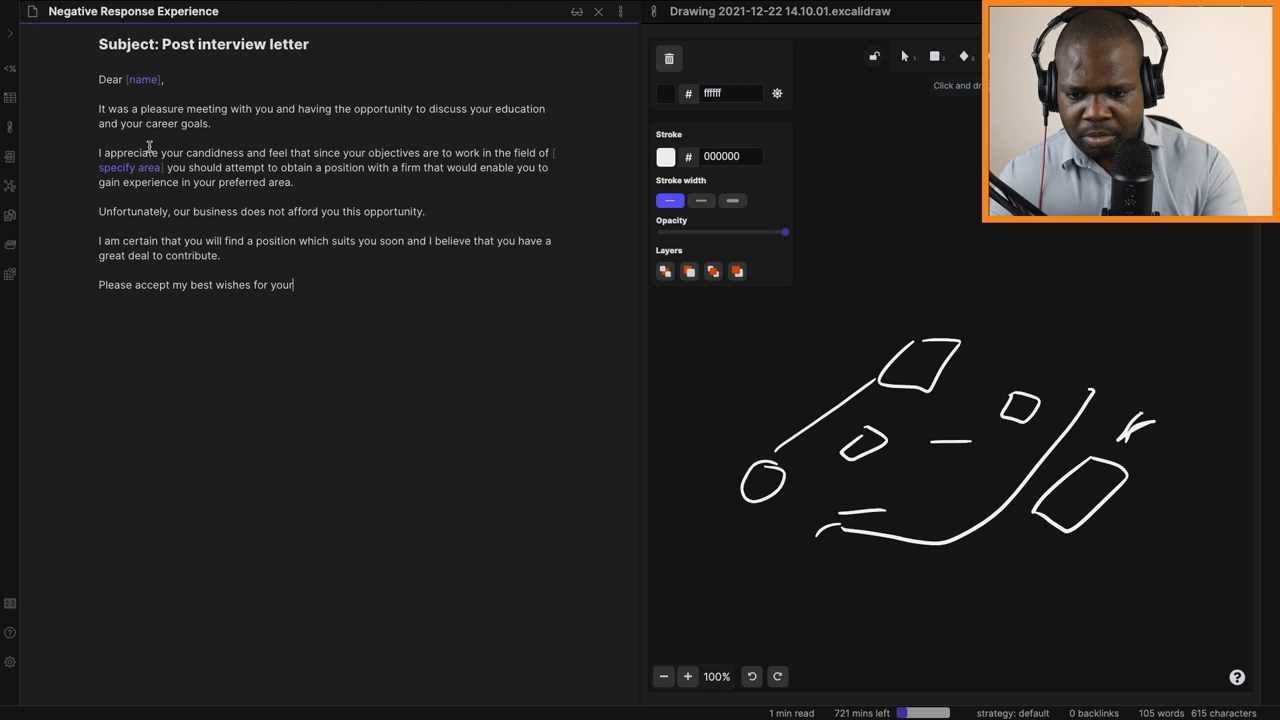 Negative Response Experience
Drawing 2021-12-22 14.10.01.excalidraw
Subject: Post interview letter
Dear [name],
It was a pleasure meeting with you and having the opportunity to discuss your education
and your career goals.
I appreciate your candidness and feel that since your objectives are to work in the field of [
specify area] you should attempt to obtain a position with a firm that would enable you to
gain experience in your preferred area.
Unfortunately, our business does not afford you this opportunity.
I am certain that you will find a position which suits you soon and I believe that you have a
great deal to contribute.
Please accept my best wishes for your
1
2
3
Click and dr
# ffffff
Stroke
# 000000
Stroke width
Opacity
Layers
100%
1 min read
721 mins left
strategy: default
0 backlinks
105 words
615 characters